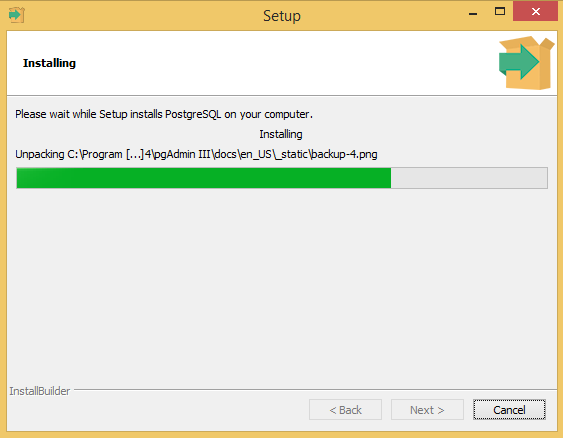 Setup
Installing
Please wait while Setup installs PostgreSQL on your computer.
Installing
Unpacking C:\Program [...]4\pgAdmin III\docs\en_US\_static\backup-4.png
InstallBuilder
< Back
Next >
Cancel